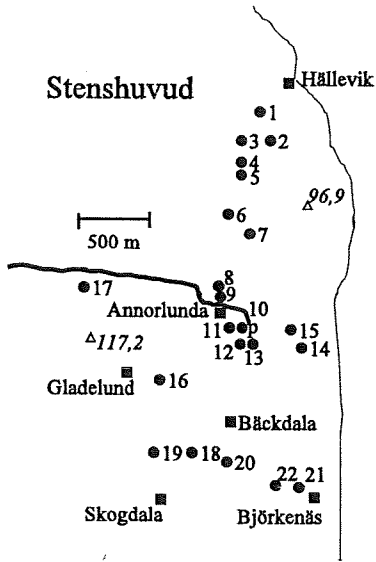 Stenshuvud
Hällevik
1
3 2
4
5
96,9
6
7
500 m
8
17
9
Annorlunda
10
11 p
15
117,2
12 13
14
Gladelund
16
Bäckdala
19 18
20
22 21
Skogdala
Björkenäs